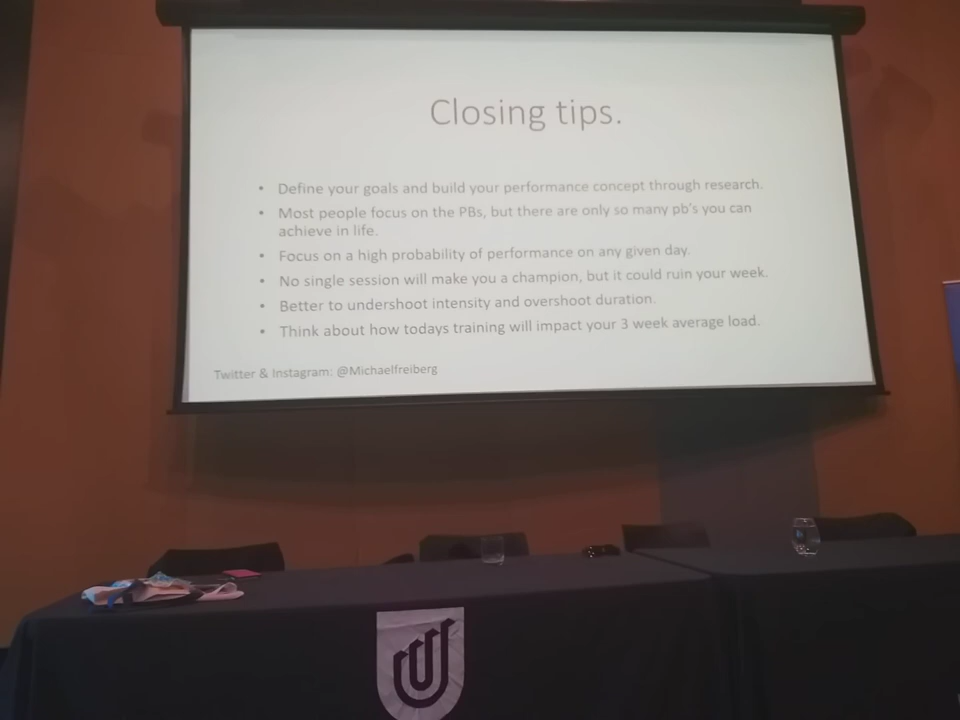 Closing tips.
• Define your goals and build your performance concept through research.
• Most people focus on the PBs, but there are only so many pb's you can
achieve in life.
• Focus on a high probability of performance on any given day.
• No single session will make you a champion, but it could ruin your week.
• Better to undershoot intensity and overshoot duration.
• Think about how todays training will impact your 3 week average load.
Twitter & Instagram: @Michaelfreiberg